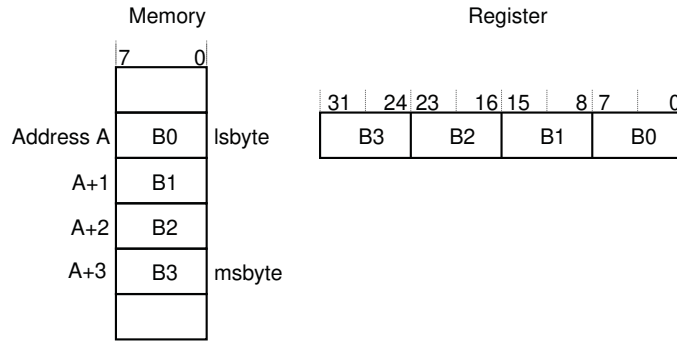 Memory Register
7 0
31 24 23 16 15 8 7 0
Address A B0 lsbyte B3 B2 B1 B0
A+1 B1
A+2 B2
A+3 B3 msbyte